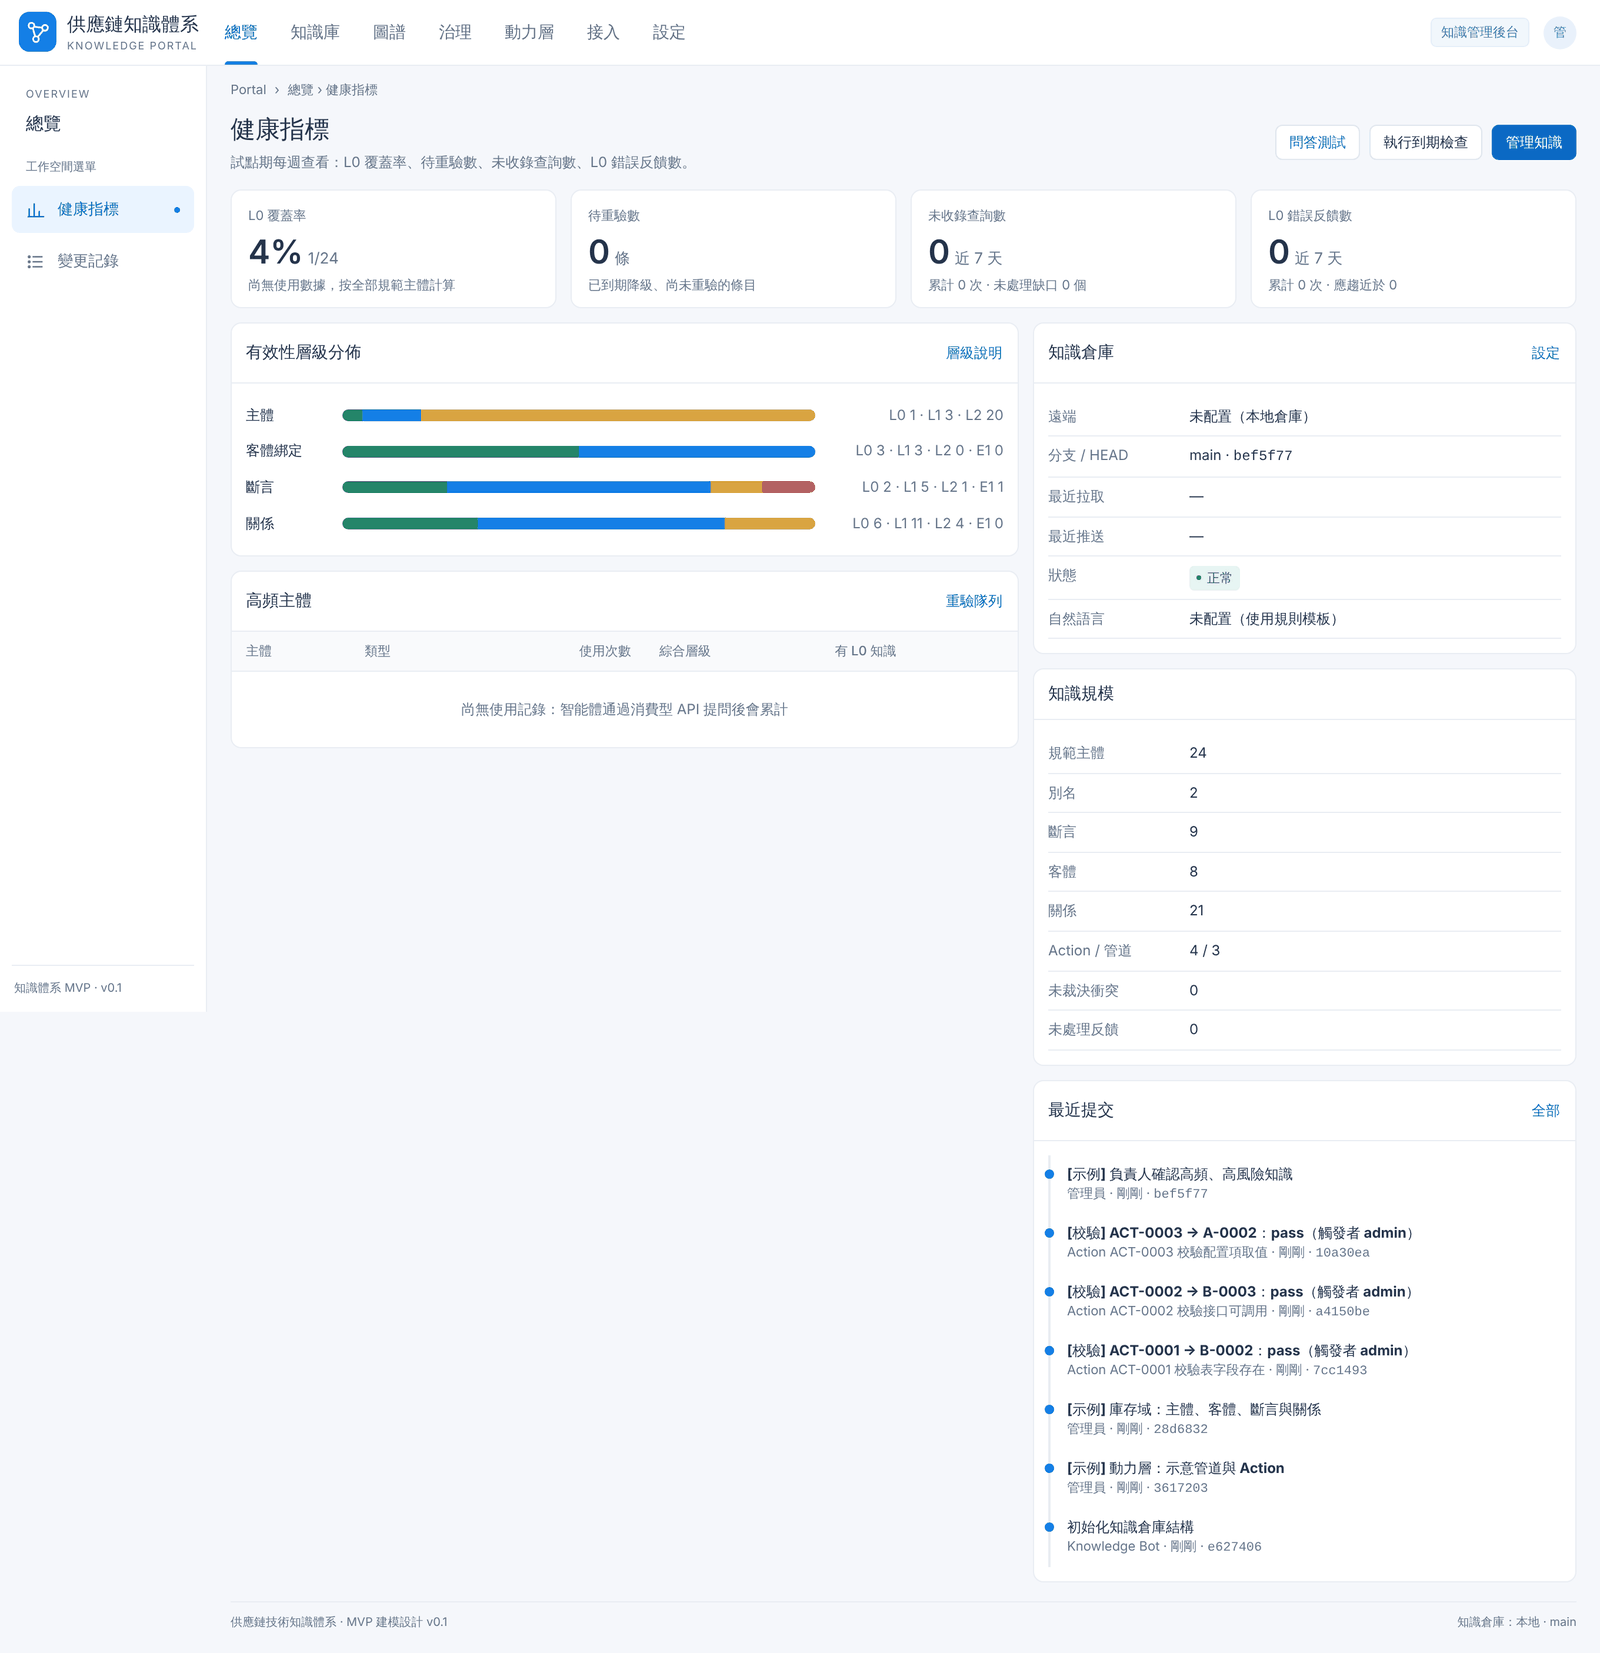 供應鏈知識體系
KNOWLEDGE PORTAL
總覽 知識庫 圖譜 治理 動力層 接入 設定
知識管理後台 管
OVERVIEW
總覽
工作空間選單
健康指標
變更記錄
知識體系 MVP · v0.1
Portal › 總覽 › 健康指標
健康指標
試點期每週查看：L0 覆蓋率、待重驗數、未收錄查詢數、L0 錯誤反饋數。
問答測試 執行到期檢查 管理知識
L0 覆蓋率
4% 1/24
尚無使用數據，按全部規範主體計算
待重驗數
0 條
已到期降級、尚未重驗的條目
未收錄查詢數
0 近 7 天
累計 0 次 · 未處理缺口 0 個
L0 錯誤反饋數
0 近 7 天
累計 0 次 · 應趨近於 0
有效性層級分佈 層級說明
主體 L0 1 · L1 3 · L2 20
客體綁定 L0 3 · L1 3 · L2 0 · E1 0
斷言 L0 2 · L1 5 · L2 1 · E1 1
關係 L0 6 · L1 11 · L2 4 · E1 0
高頻主體 重驗隊列
主體 類型 使用次數 綜合層級 有 L0 知識
尚無使用記錄：智能體通過消費型 API 提問後會累計
知識倉庫 設定
遠端 未配置（本地倉庫）
分支 / HEAD main · bef5f77
最近拉取 —
最近推送 —
狀態 正常
自然語言 未配置（使用規則模板）
知識規模
規範主體 24
別名 2
斷言 9
客體 8
關係 21
Action / 管道 4 / 3
未裁決衝突 0
未處理反饋 0
最近提交 全部
[示例] 負責人確認高頻、高風險知識
管理員 · 剛剛 · bef5f77
[校驗] ACT-0003 → A-0002：pass（觸發者 admin）
Action ACT-0003 校驗配置項取值 · 剛剛 · 10a30ea
[校驗] ACT-0002 → B-0003：pass（觸發者 admin）
Action ACT-0002 校驗接口可調用 · 剛剛 · a4150be
[校驗] ACT-0001 → B-0002：pass（觸發者 admin）
Action ACT-0001 校驗表字段存在 · 剛剛 · 7cc1493
[示例] 庫存域：主體、客體、斷言與關係
管理員 · 剛剛 · 28d6832
[示例] 動力層：示意管道與 Action
管理員 · 剛剛 · 3617203
初始化知識倉庫結構
Knowledge Bot · 剛剛 · e627406
供應鏈技術知識體系 · MVP 建模設計 v0.1
知識倉庫：本地 · main